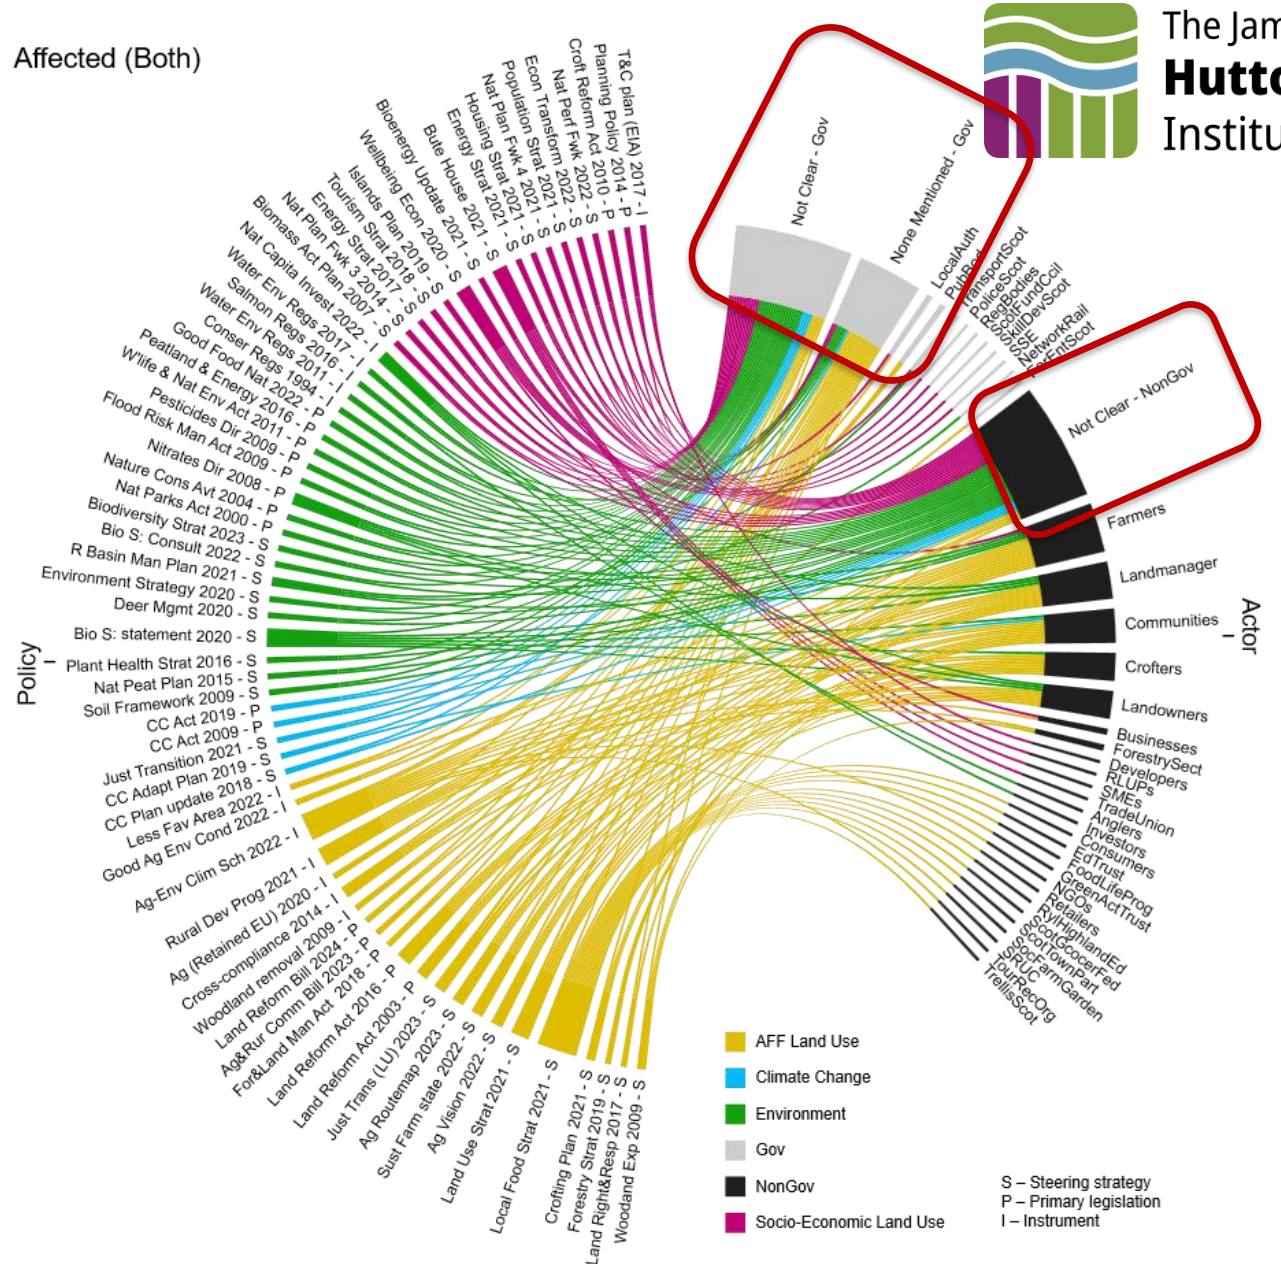 Affected (Both)
The Jam
Hutto
Institu
T&C plan (EIA) 2017 - I
Planning Policy 2014 - P
Croft Reform Act 2010 - P
Nat Perf Fwk 2022 - S
Econ Transform 2022 - S
Population Strat 2021 - S
Nat Plan Fwk 4 2021 - S
Housing Strat 2021 - S
Energy Strat 2021 - S
Bute House 2021 - S
Bioenergy Update 2021 - S
Wellbeing Econ 2020 - S
Islands Plan 2019 - S
Tourism Strat 2018 - S
Energy Strat 2017 - S
Nat Plan Fwk 3 2014 - S
Biomass Act Plan 2007 - S
Nat Capita Invest 2022 - I
Water Env Regs 2017 - I
Salmon Regs 2016 - I
Water Env Regs 2011 - I
Conser Regs 1994 - I
Good Food Nat 2022 - P
Peatland & Energy 2016 - P
W'life & Nat Env Act 2011 - P
Pesticides Dir 2009 - P
Flood Risk Man Act 2009 - P
Nitrates Dir 2008 - P
Nature Cons Avt 2004 - P
Nat Parks Act 2000 - P
Biodiversity Strat 2023 - S
Bio S: Consult 2022 - S
R Basin Man Plan 2021 - S
Environment Strategy 2020 - S
Deer Mgmt 2020 - S
Bio S: statement 2020 - S
Plant Health Strat 2016 - S
Nat Peat Plan 2015 - S
Soil Framework 2009 - S
CC Act 2019 - P
CC Act 2009 - P
Just Transition 2021 - S
CC Adapt Plan 2019 - S
CC Plan update 2018 - S
Less Fav Area 2022 - I
Good Ag Env Cond 2022 - I
Ag-Env Clim Sch 2022 - I
Rural Dev Prog 2021 - I
Ag (Retained EU) 2020 - I
Cross-compliance 2014 - I
Woodland removal 2009 - I
Land Reform Bill 2024 - P
Ag&Rur Comm Bill 2023 - P
For&Land Man Act 2018 - P
Land Reform Act 2016 - P
Land Reform Act 2003 - P
Just Trans (LU) 2023 - S
Ag Routemap 2023 - S
Sust Farm state 2022 - S
Ag Vision 2022 - S
Land Use Strat 2021 - S
Local Food Strat 2021 - S
Crofting Plan 2021 - S
Forestry Strat 2019 - S
Land Right&Resp 2017 - S
Woodand Exp 2009 - S
Policy
Not Clear - Gov
None Mentioned - Gov
LocalAuth
PubBod
TransportScot
PoliceScot
RegBodies
ScotFundCcil
SkillDevScot
SSE
NetworkRail
ForEntScot
Not Clear - NonGov
Farmers
Landmanager
Communities
Crofters
Landowners
Businesses
ForestrySect
Developers
RLUPs
SMEs
TradeUnion
Anglers
Investors
Consumers
EdTrust
FoodLifeProg
GreenActTrust
NGOs
Retailers
RylHighlandEd
ScotGcocerFed
ScotTownPart
SocFarmGarden
SRUC
TourRecOrg
TrellisScot
Actor
AFF Land Use
Climate Change
Environment
Gov
NonGov
Socio-Economic Land Use
S – Steering strategy
P – Primary legislation
I – Instrument